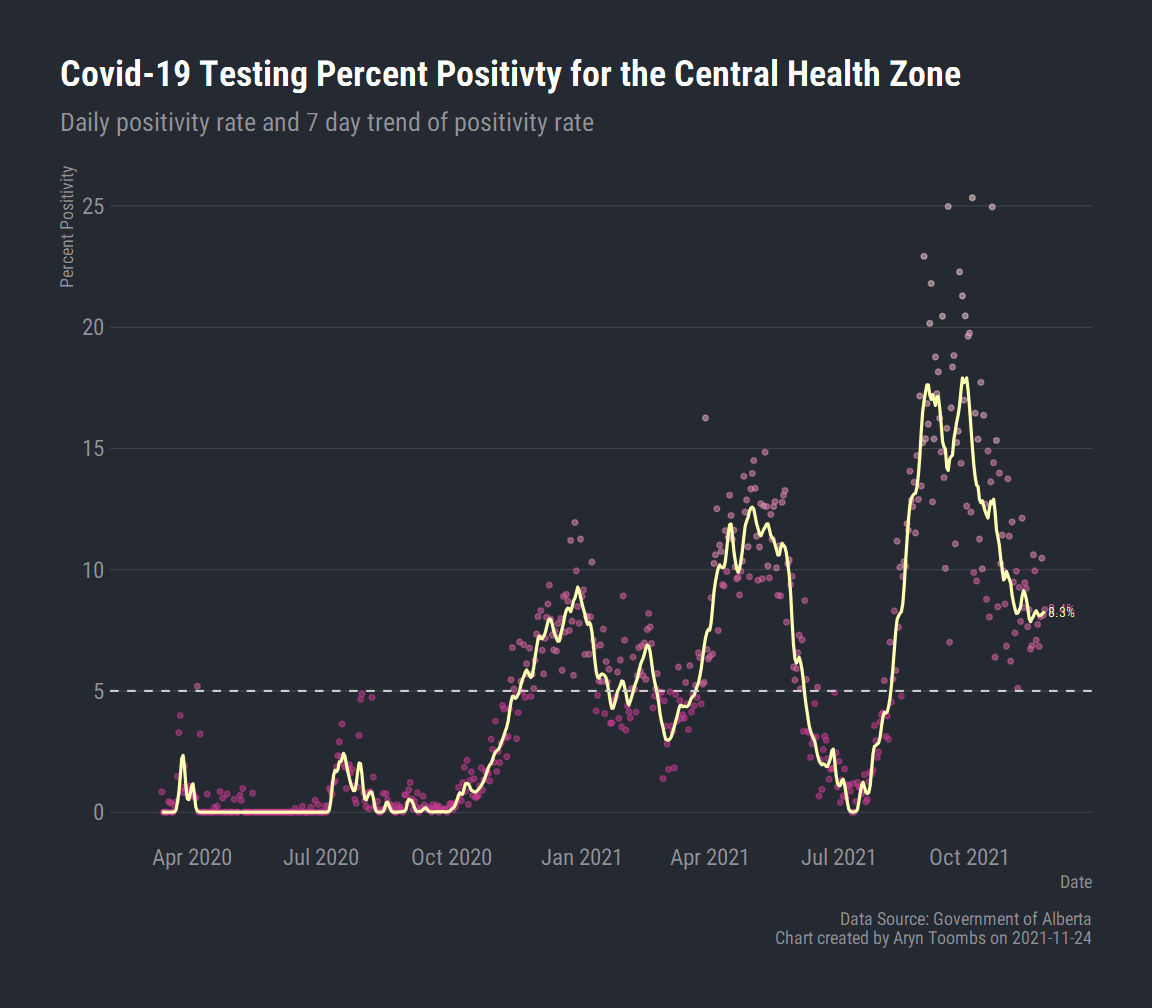 Covid-19 Testing Percent Positivty for the Central Health Zone
Daily positivity rate and 7 day trend of positivity rate
Percent Positivity
25
20
15
10
5
0
8.3%
Apr 2020
Jul 2020
Oct 2020
Jan 2021
Apr 2021
Jul 2021
Oct 2021
Date
Data Source: Government of Alberta
Chart created by Aryn Toombs on 2021-11-24